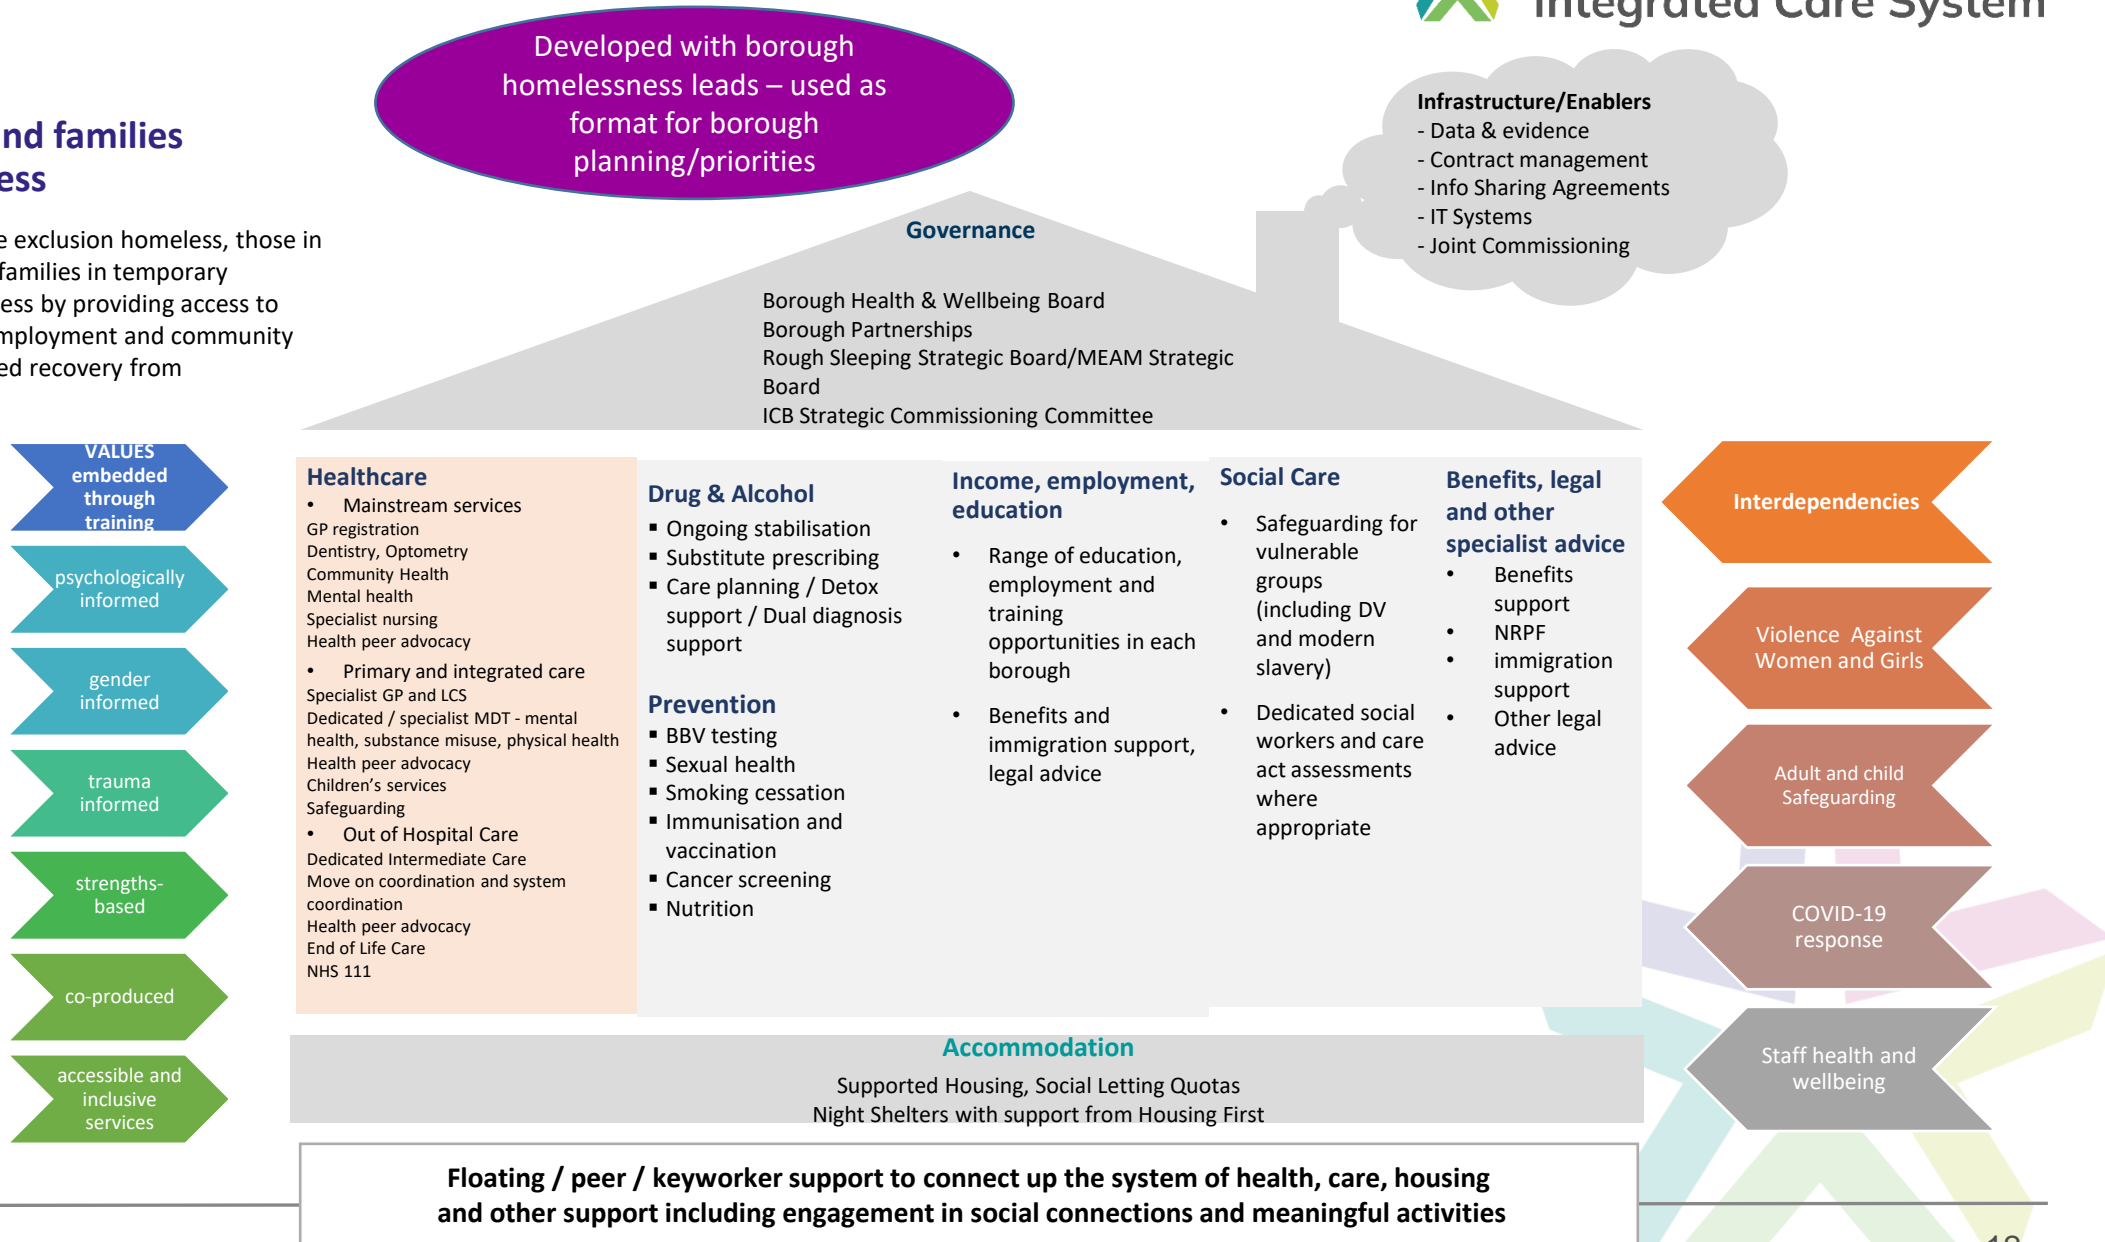 Integrated Care System
Developed with borough
homelessness leads – used as
format for borough
planning/priorities
Infrastructure/Enablers
- Data & evidence
- Contract management
- Info Sharing Agreements
- IT Systems
- Joint Commissioning
nd families
ess
e exclusion homeless, those in
families in temporary
ess by providing access to
mployment and community
ed recovery from
Governance
Borough Health & Wellbeing Board
Borough Partnerships
Rough Sleeping Strategic Board/MEAM Strategic
Board
ICB Strategic Commissioning Committee
VALUES
embedded
through
training
psychologically
informed
gender
informed
trauma
informed
strengths-
based
co-produced
accessible and
inclusive
services
Healthcare
• Mainstream services
GP registration
Dentistry, Optometry
Community Health
Mental health
Specialist nursing
Health peer advocacy
• Primary and integrated care
Specialist GP and LCS
Dedicated / specialist MDT - mental
health, substance misuse, physical health
Health peer advocacy
Children's services
Safeguarding
• Out of Hospital Care
Dedicated Intermediate Care
Move on coordination and system
coordination
Health peer advocacy
End of Life Care
NHS 111
Drug & Alcohol
▪ Ongoing stabilisation
▪ Substitute prescribing
▪ Care planning / Detox
support / Dual diagnosis
support
Prevention
▪ BBV testing
▪ Sexual health
▪ Smoking cessation
▪ Immunisation and
vaccination
▪ Cancer screening
▪ Nutrition
Income, employment,
education
• Range of education,
employment and
training
opportunities in each
borough
• Benefits and
immigration support,
legal advice
Social Care
• Safeguarding for
vulnerable
groups
(including DV
and modern
slavery)
• Dedicated social
workers and care
act assessments
where
appropriate
Benefits, legal
and other
specialist advice
• Benefits
support
• NRPF
• immigration
support
• Other legal
advice
Interdependencies
Violence Against
Women and Girls
Adult and child
Safeguarding
COVID-19
response
Staff health and
wellbeing
Accommodation
Supported Housing, Social Letting Quotas
Night Shelters with support from Housing First
Floating / peer / keyworker support to connect up the system of health, care, housing
and other support including engagement in social connections and meaningful activities